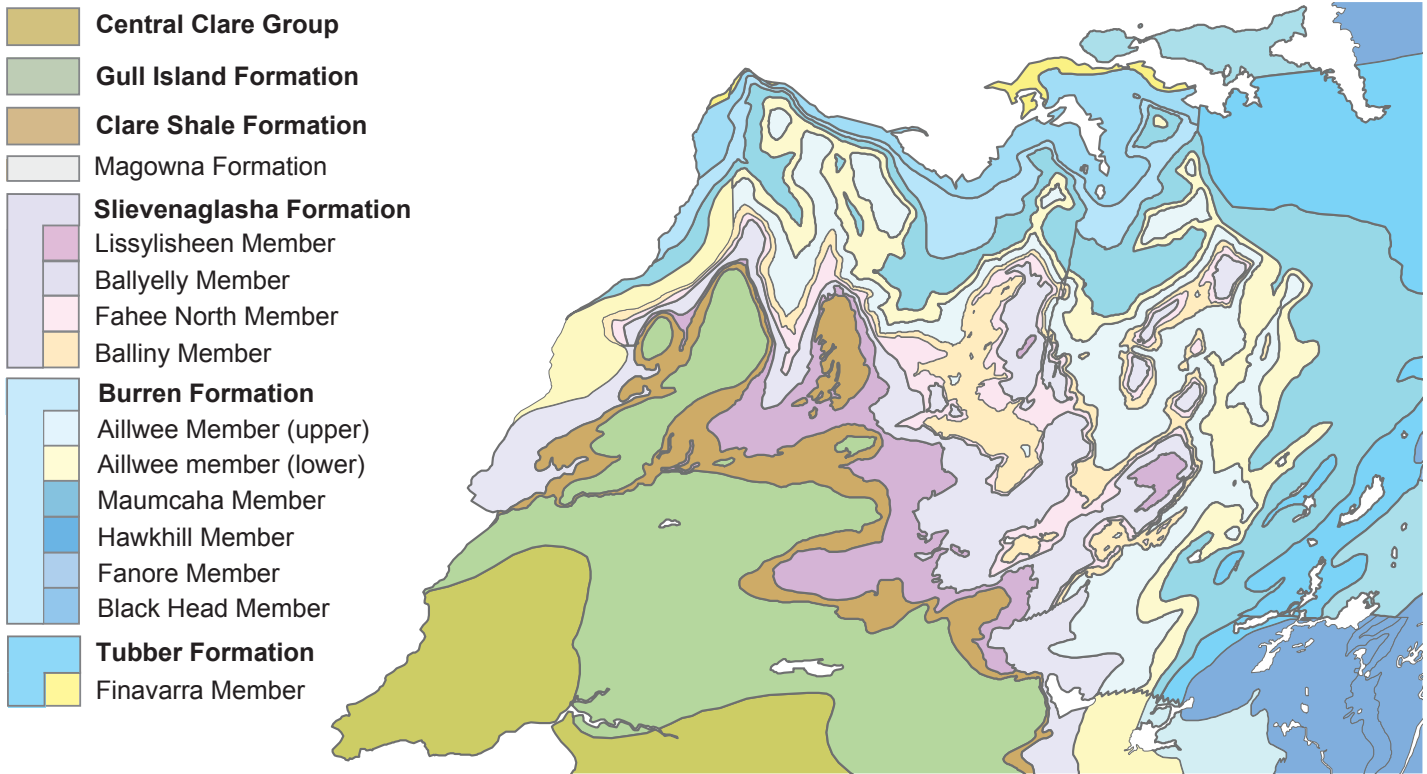 Central Clare Group
Gull Island Formation
Clare Shale Formation
Magowna Formation
Slievenaglasha Formation
Lissylisheen Member
Ballyelly Member
Fahee North Member
Balliny Member
Burren Formation
Aillwee Member (upper)
Aillwee member (lower)
Maumcaha Member
Hawkhill Member
Fanore Member
Black Head Member
Tubber Formation
Finavarra Member